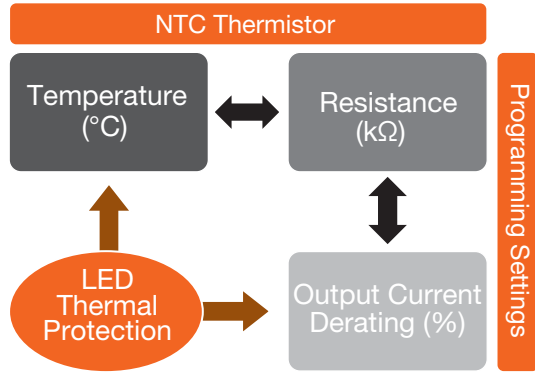 NTC Thermistor
Temperature
(°C)
Resistance
(kΩ)
Programming Settings
LED
Thermal
Protection
Output Current
Derating (%)